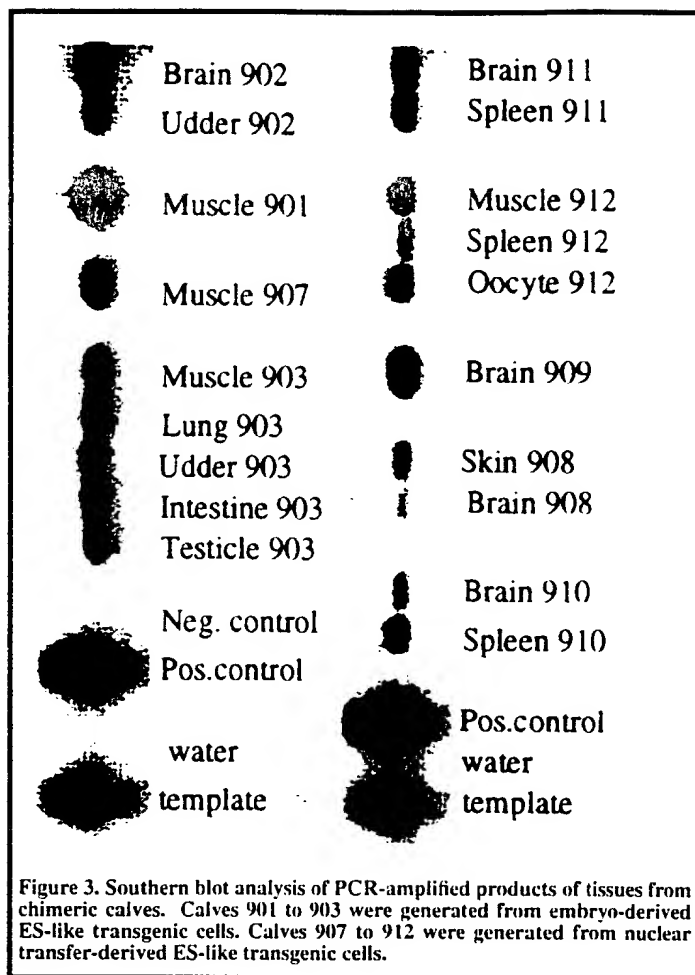 Brain 902
Udder 902
Muscle 901
Muscle 907
Muscle 903
Lung 903
Udder 903
Intestine 903
Testicle 903
Neg. control
Pos.control
water
template
Brain 911
Spleen 911
Muscle 912
Spleen 912
Oocyte 912
Brain 909
Skin 908
Brain 908
Brain 910
Spleen 910
Pos.control
water
template
Figure 3. Southern blot analysis of PCR-amplified products of tissues from
chimeric calves. Calves 901 to 903 were generated from embryo-derived
ES-like transgenic cells. Calves 907 to 912 were generated from nuclear
transfer-derived ES-like transgenic cells.